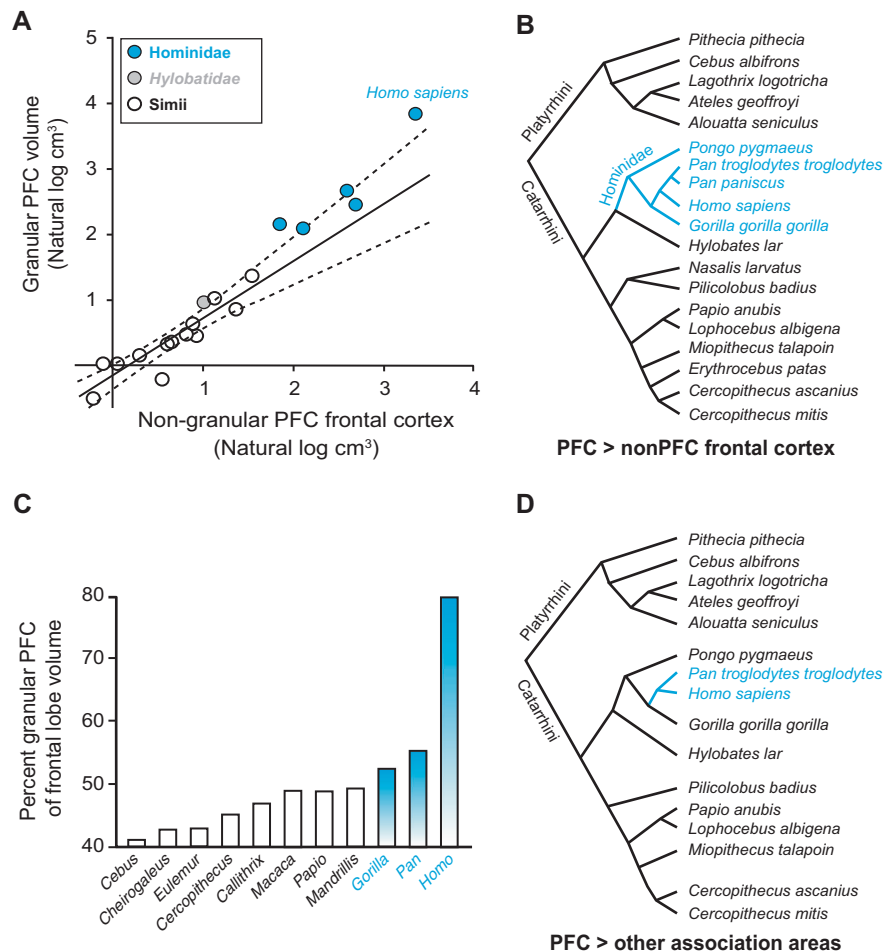 A
5
4
3
2
1
1
2
3
4
Granular PFC volume
(Natural log cm³)
Hominidae
Hylobatidae
Simii
Homo sapiens
Non-granular PFC frontal cortex
(Natural log cm³)
B
Platyrrhini
Catarrhini
Hominidae
Pithecia pithecia
Cebus albifrons
Lagothrix logotricha
Ateles geoffroyi
Alouatta seniculus
Pongo pygmaeus
Pan troglodytes troglodytes
Pan paniscus
Homo sapiens
Gorilla gorilla gorilla
Hylobates lar
Nasalis larvatus
Pilicolobus badius
Papio anubis
Lophocebus albigena
Miopithecus talapoin
Erythrocebus patas
Cercopithecus ascanius
Cercopithecus mitis
PFC > nonPFC frontal cortex
C
Percent granular PFC
of frontal lobe volume
80
70
60
50
40
Cebus
Cheirogaleus
Eulemur
Cercopithecus
Callithrix
Macaca
Papio
Mandrillis
Gorilla
Pan
Homo
D
Platyrrhini
Catarrhini
Pithecia pithecia
Cebus albifrons
Lagothrix logotricha
Ateles geoffroyi
Alouatta seniculus
Pongo pygmaeus
Pan troglodytes troglodytes
Homo sapiens
Gorilla gorilla gorilla
Hylobates lar
Pilicolobus badius
Papio anubis
Lophocebus albigena
Miopithecus talapoin
Cercopithecus ascanius
Cercopithecus mitis
PFC > other association areas